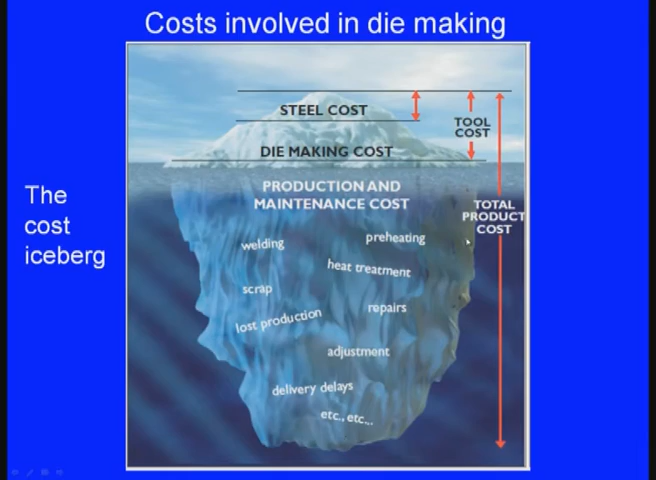 Costs involved in die making
The
cost
iceberg
STEEL COST
TOOL
COST
DIE MAKING COST
PRODUCTION AND
MAINTENANCE COST
TOTAL
PRODUCT
COST
welding
preheating
heat treatment
scrap
repairs
lost production
adjustment
delivery delays
etc., etc...